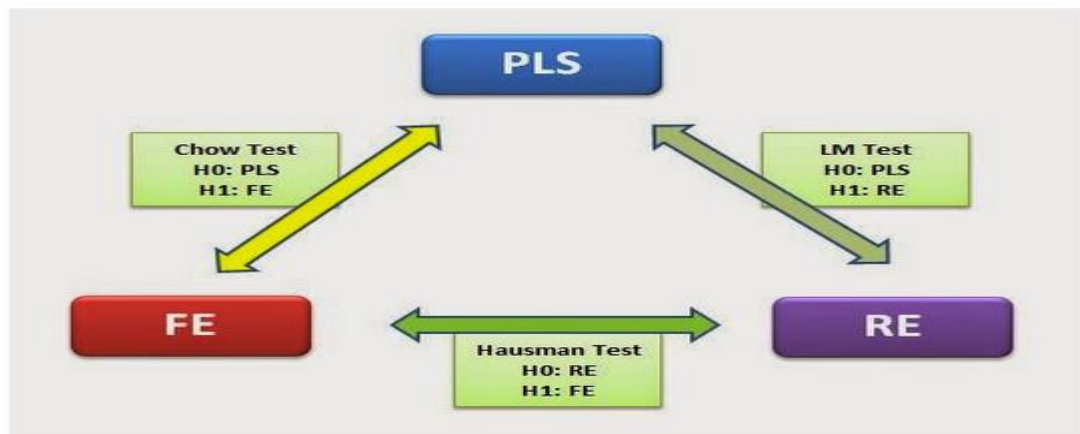 PLS
Chow Test
H0: PLS
H1: FE
LM Test
H0: PLS
H1: RE
FE
RE
Hausman Test
H0: RE
H1: FE